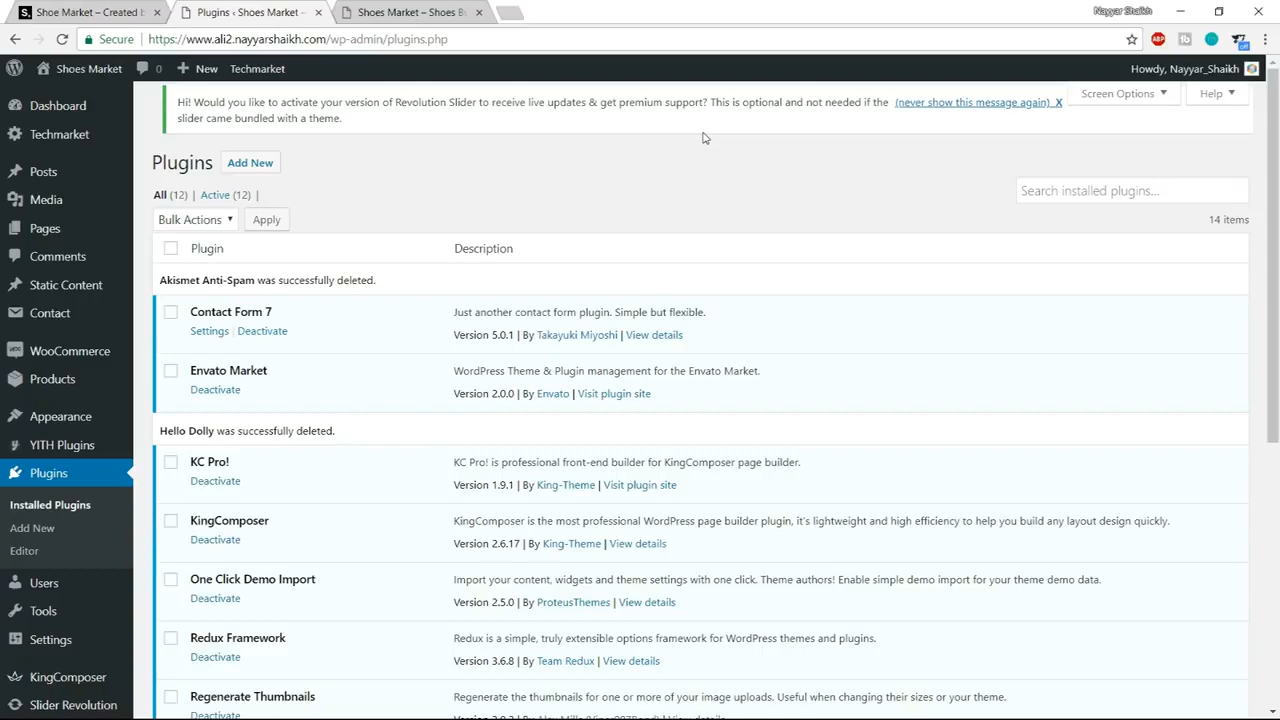 Shoe Market – Created b
Plugins ‹ Shoes Market –
Shoes Market – Shoes B
Nayyar Shaikh
Secure
https://www.ali2.nayyarshaikh.com/wp-admin/plugins.php
ABP
off
Shoes Market
0
New
Techmarket
Howdy, Nayyar_Shaikh
Dashboard
Techmarket
Posts
Media
Pages
Comments
Static Content
Contact
WooCommerce
Products
Appearance
YITH Plugins
Plugins
Installed Plugins
Add New
Editor
Users
Tools
Settings
KingComposer
Slider Revolution
Hi! Would you like to activate your version of Revolution Slider to receive live updates & get premium support? This is optional and not needed if the
slider came bundled with a theme.
(never show this message again) X
Screen Options
Help
Plugins
Add New
All (12) | Active (12) |
Search installed plugins...
Bulk Actions
Apply
14 items
Plugin
Description
Akismet Anti-Spam was successfully deleted.
Contact Form 7
Just another contact form plugin. Simple but flexible.
Settings | Deactivate
Version 5.0.1 | By Takayuki Miyoshi | View details
Envato Market
WordPress Theme & Plugin management for the Envato Market.
Deactivate
Version 2.0.0 | By Envato | Visit plugin site
Hello Dolly was successfully deleted.
KC Pro!
KC Pro! is professional front-end builder for KingComposer page builder.
Deactivate
Version 1.9.1 | By King-Theme | Visit plugin site
KingComposer
KingComposer is the most professional WordPress page builder plugin, it's lightweight and high efficiency to help you build any layout design quickly.
Deactivate
Version 2.6.17 | By King-Theme | View details
One Click Demo Import
Import your content, widgets and theme settings with one click. Theme authors! Enable simple demo import for your theme demo data.
Deactivate
Version 2.5.0 | By ProteusThemes | View details
Redux Framework
Redux is a simple, truly extensible options framework for WordPress themes and plugins.
Deactivate
Version 3.6.8 | By Team Redux | View details
Regenerate Thumbnails
Regenerate the thumbnails for one or more of your image uploads. Useful when changing their sizes or your theme.
Deactivate